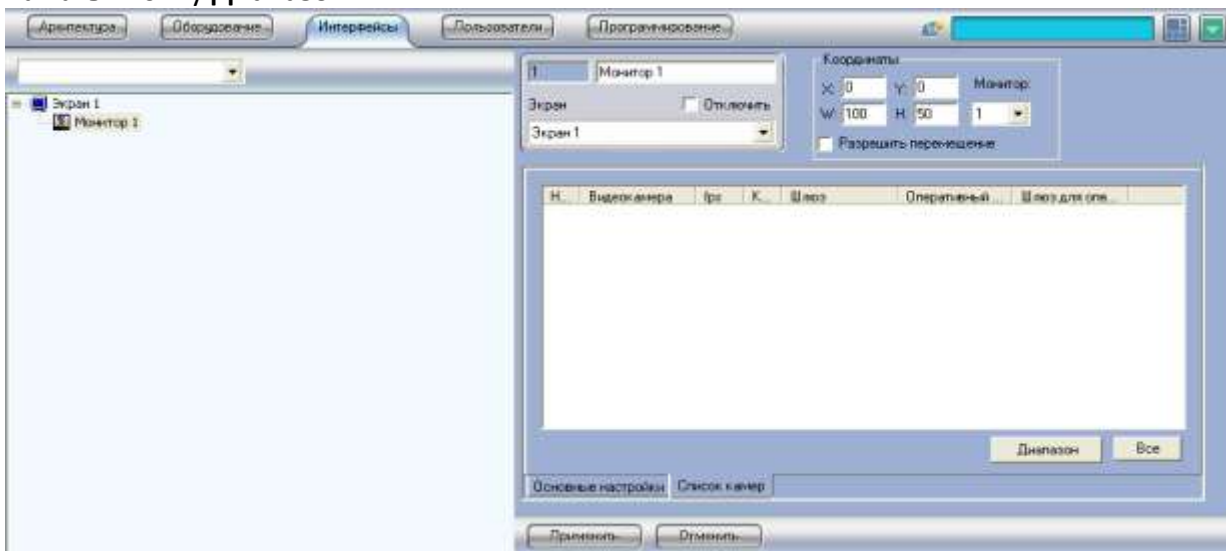 Архитектура Оборудование Интерфейсы Пользователи Программирование
Экран 1
Монитор 1
1 Монитор 1
Экран Отключить
Экран 1
Координаты
X: 0 Y: 0 Монитор:
W: 100 H: 50 1
Разрешить перемещение
Н... Видеокамера fps К... Шлюз Оперативный ... Шлюз для опе...
Диапазон Все
Основные настройки Список камер
Применить Отменить